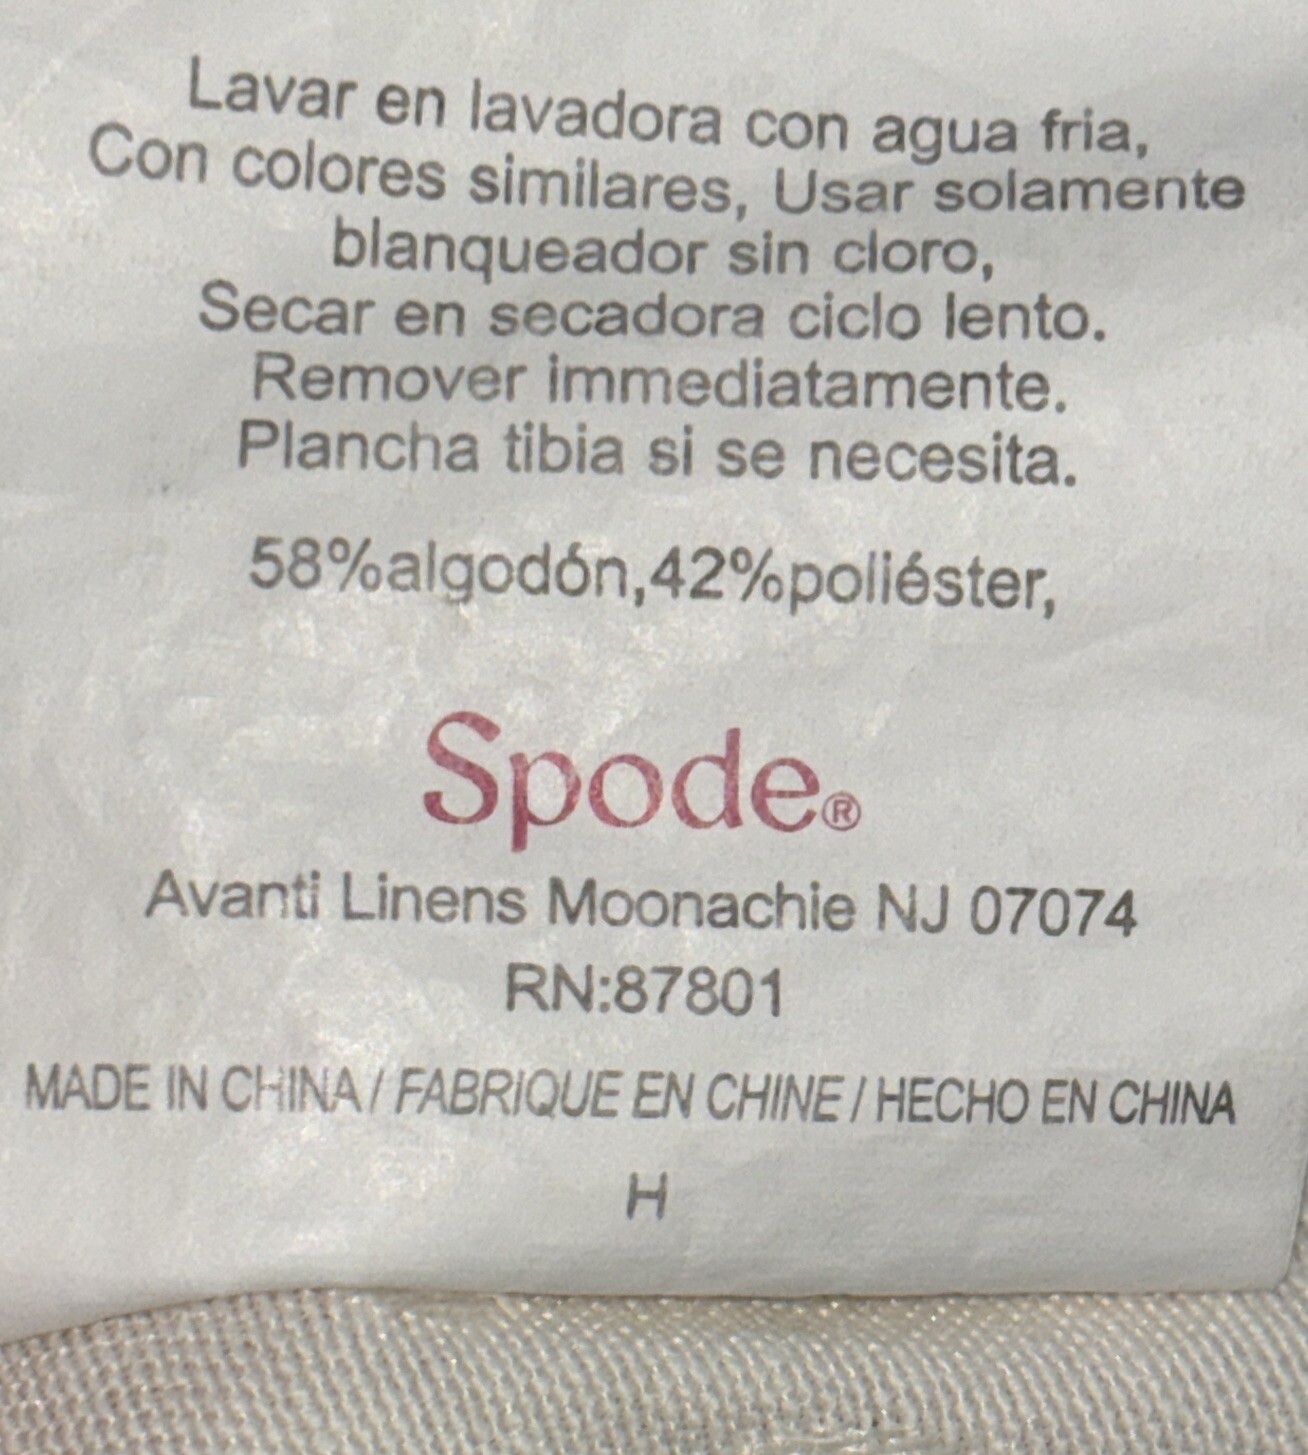 Lavar en lavadora con agua fria,
Con colores similares, Usar solamente
blanqueador sin cloro,
Secar en secadora ciclo lento.
Remover immediatamente.
Plancha tibia si se necesita.
58%algodón,42%poliéster,
Spode®
Avanti Linens Moonachie NJ 07074
RN:87801
MADE IN CHINA / FABRIQUE EN CHINE / HECHO EN CHINA
H